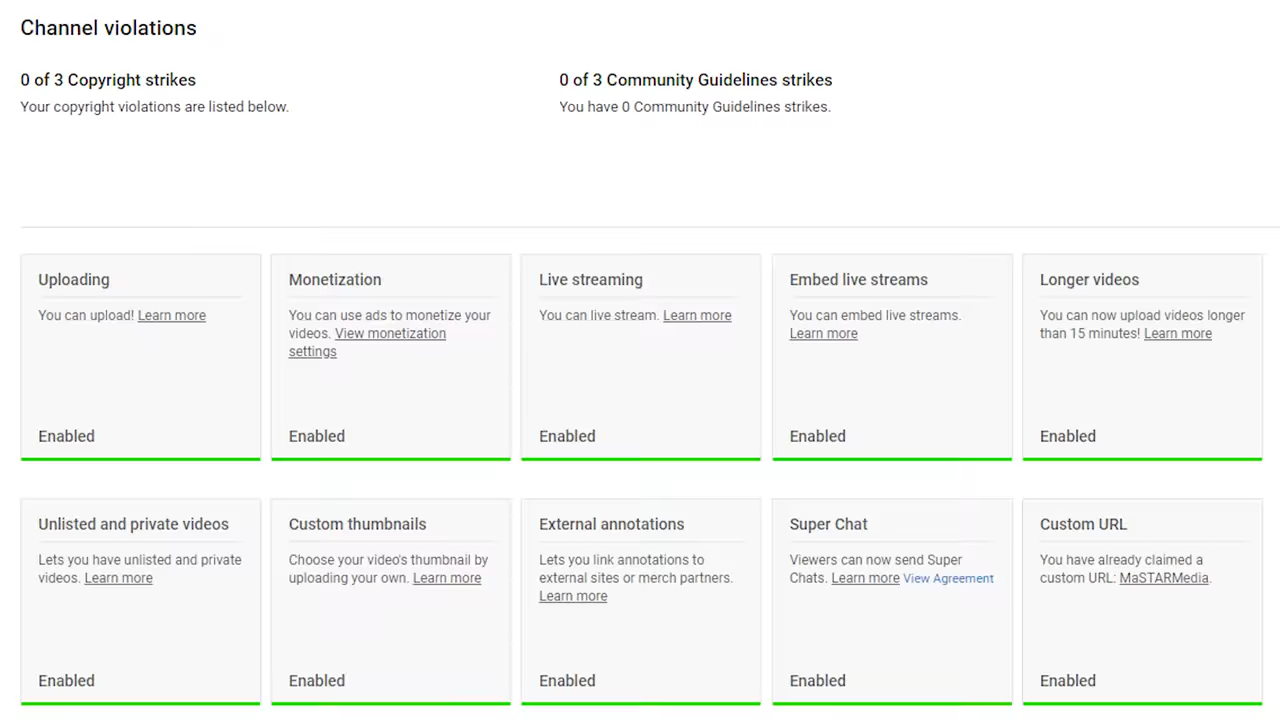 Channel violations
0 of 3 Copyright strikes
Your copyright violations are listed below.
0 of 3 Community Guidelines strikes
You have 0 Community Guidelines strikes.
Uploading
You can upload! Learn more
Enabled
Monetization
You can use ads to monetize your
videos. View monetization
settings
Enabled
Live streaming
You can live stream. Learn more
Enabled
Embed live streams
You can embed live streams.
Learn more
Enabled
Longer videos
You can now upload videos longer
than 15 minutes! Learn more
Enabled
Unlisted and private videos
Lets you have unlisted and private
videos. Learn more
Enabled
Custom thumbnails
Choose your video's thumbnail by
uploading your own. Learn more
Enabled
External annotations
Lets you link annotations to
external sites or merch partners.
Learn more
Enabled
Super Chat
Viewers can now send Super
Chats. Learn more View Agreement
Enabled
Custom URL
You have already claimed a
custom URL: MaSTARMedia.
Enabled